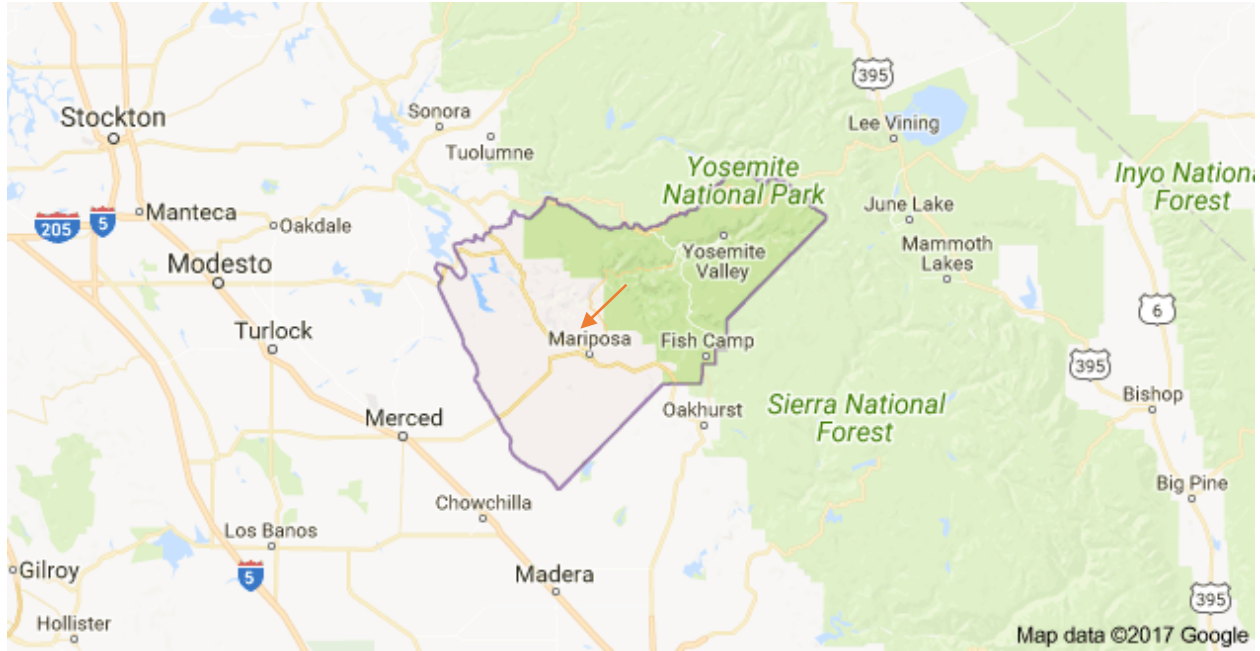 395
Sonora
Stockton
Lee Vining
Tuolumne
Yosemite
National Park
Inyo Nationa
Forest
205
5
Manteca
Oakdale
June Lake
Yosemite
Valley
Mammoth
Lakes
Modesto
6
Turlock
Mariposa
Fish Camp
395
Bishop
Oakhurst
Sierra National
Forest
Merced
Big Pine
Chowchilla
Los Banos
Gilroy
5
Madera
395
Hollister
Map data ©2017 Google